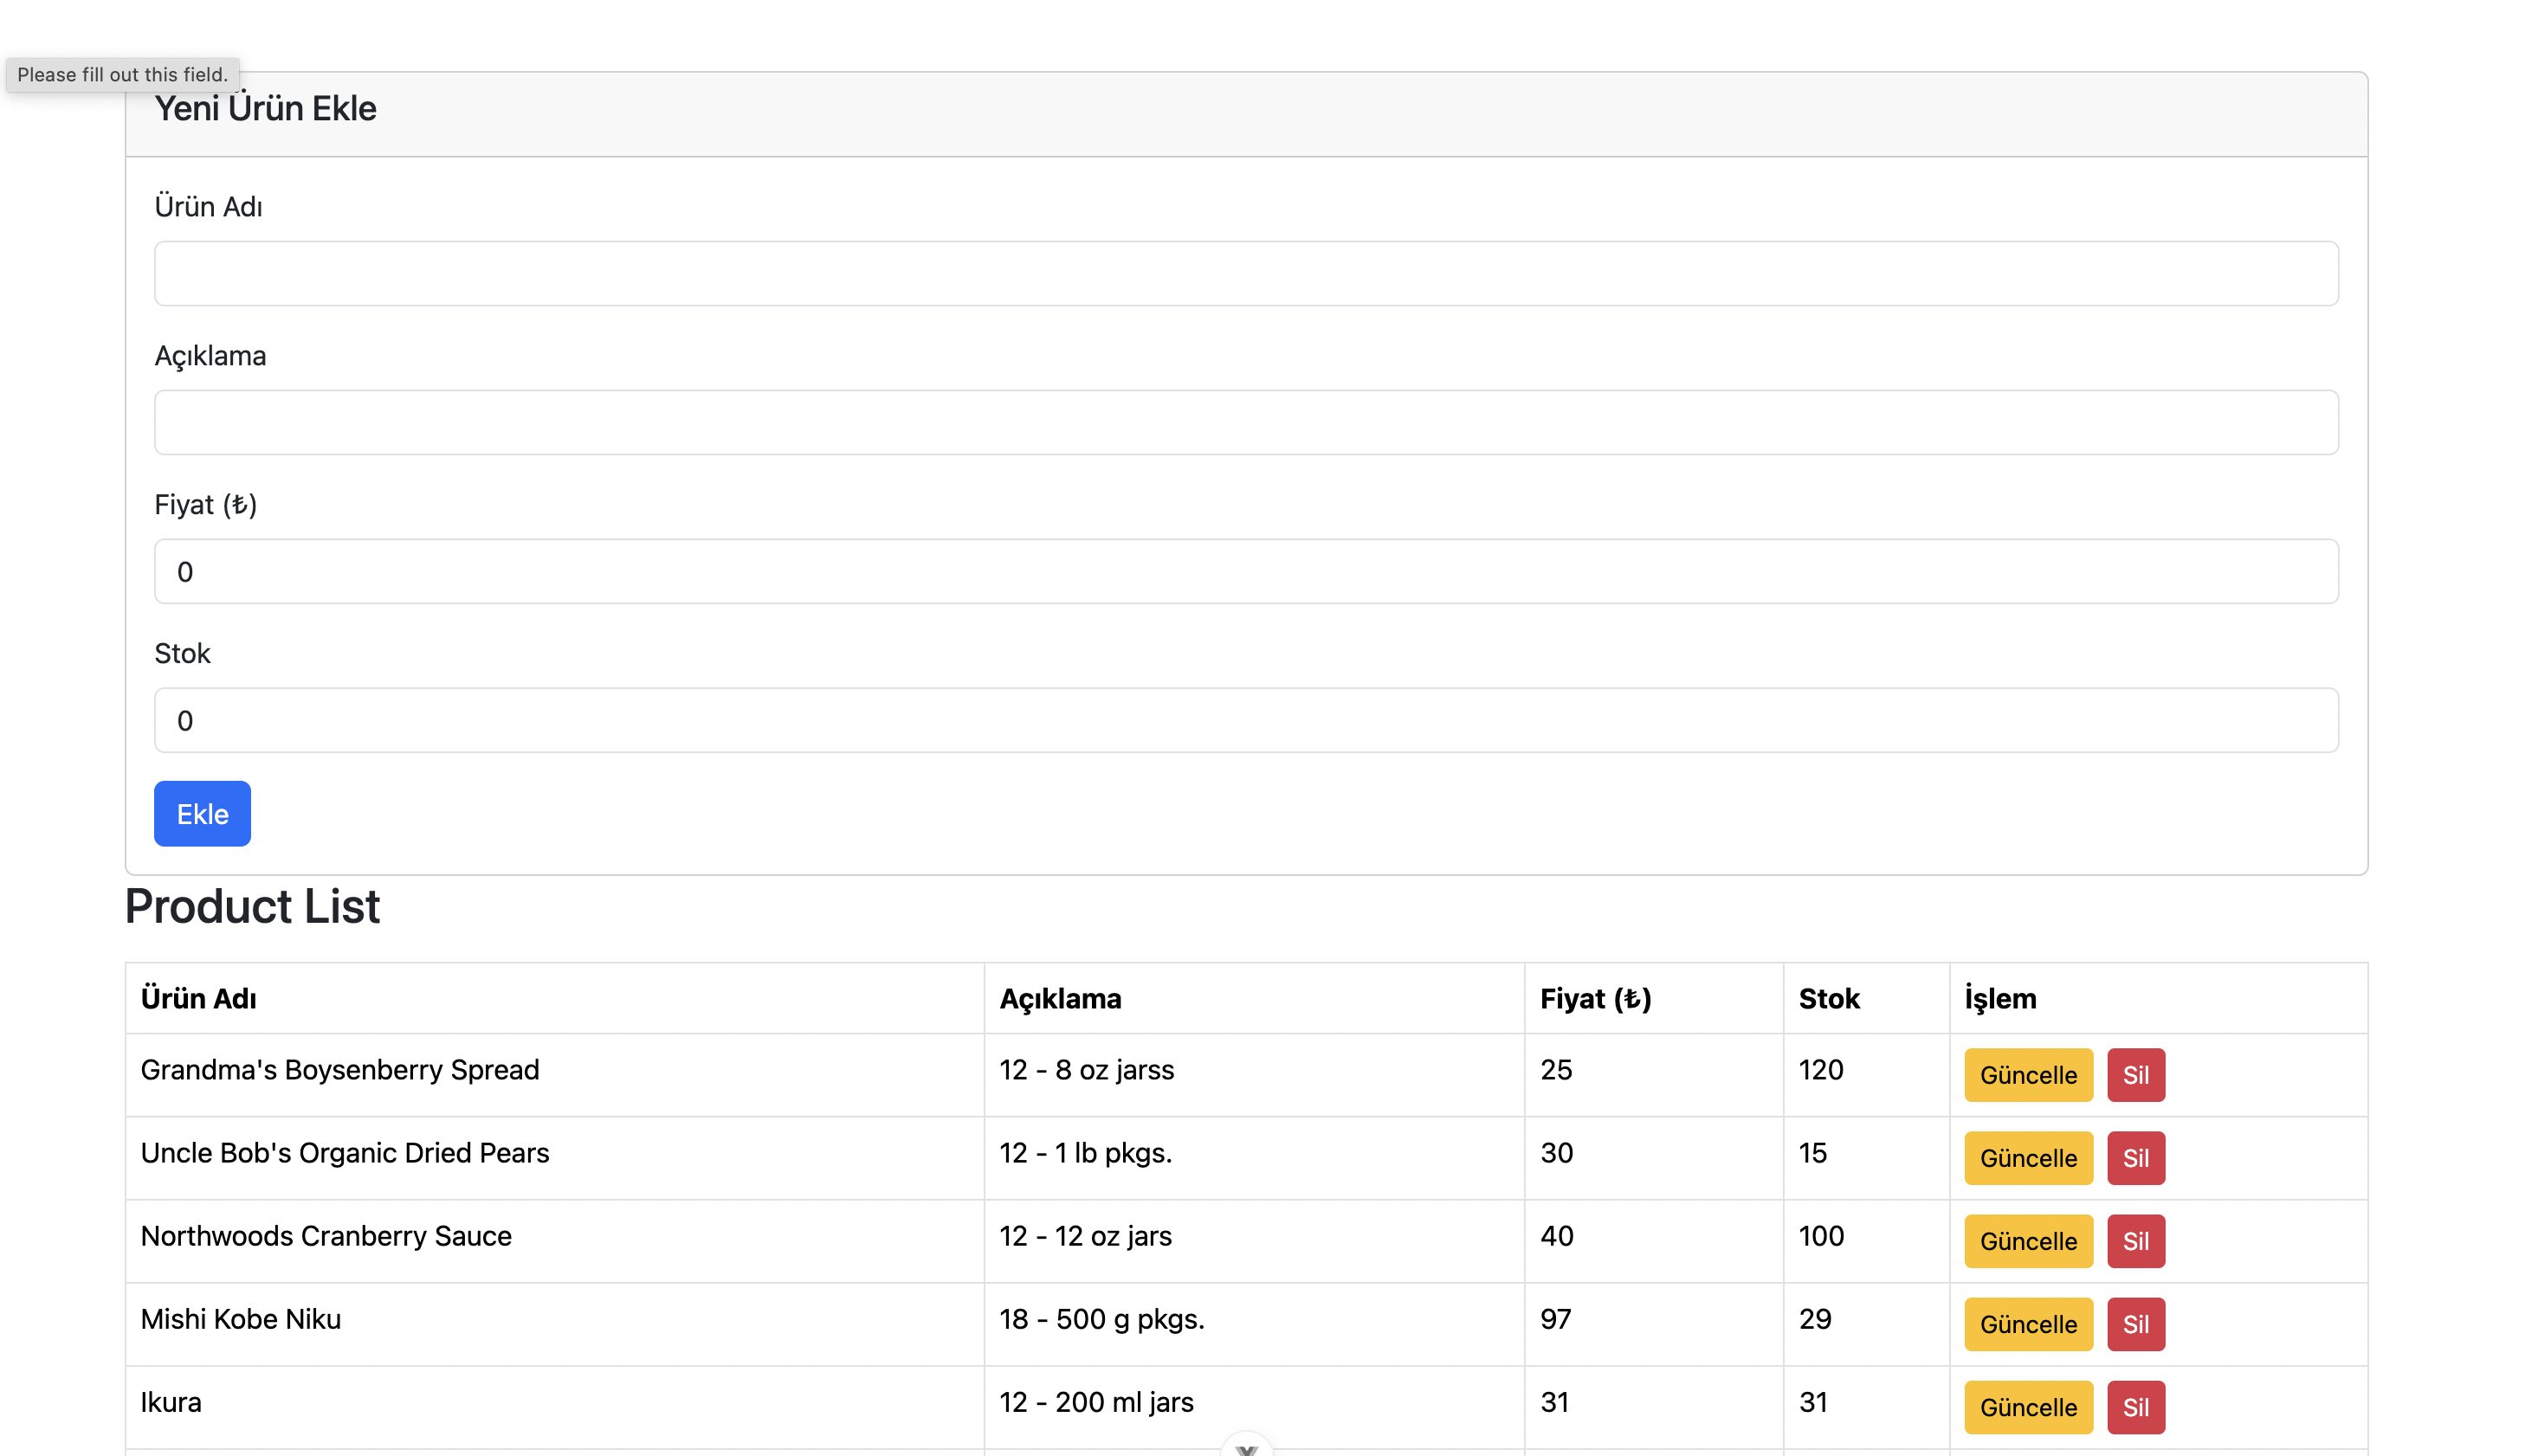 Please fill out this field.
Yeni Ürün Ekle
Ürün Adı
Açıklama
Fiyat (₺)
0
Stok
0
Ekle
Product List
Ürün Adı Açıklama Fiyat (₺) Stok İşlem
Grandma's Boysenberry Spread 12 - 8 oz jarss 25 120 Güncelle Sil
Uncle Bob's Organic Dried Pears 12 - 1 lb pkgs. 30 15 Güncelle Sil
Northwoods Cranberry Sauce 12 - 12 oz jars 40 100 Güncelle Sil
Mishi Kobe Niku 18 - 500 g pkgs. 97 29 Güncelle Sil
Ikura 12 - 200 ml jars 31 31 Güncelle Sil